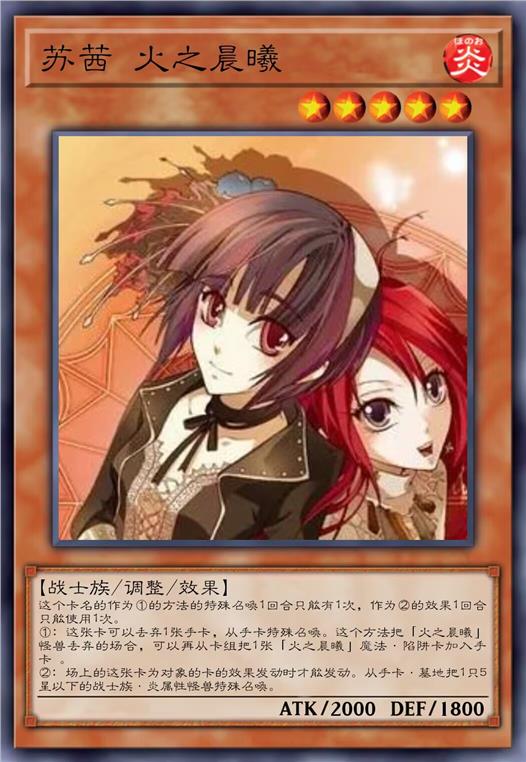 苏茜 火之晨曦
ほのお
炎
【战士族/调整/效果】
这个卡名的作为①的方法的特殊召唤1回合只能有1次，作为②的效果1回合
只能使用1次。
①：这张卡可以丢弃1张手卡，从手卡特殊召唤。这个方法把「火之晨曦」
怪兽丢弃的场合，可以再从卡组把1张「火之晨曦」魔法·陷阱卡加入手
卡 。
②：场上的这张卡为对象的卡的效果发动时才能发动。从手卡·墓地把1只5
星以下的战士族·炎属性怪兽特殊召唤。
ATK/2000 DEF/1800